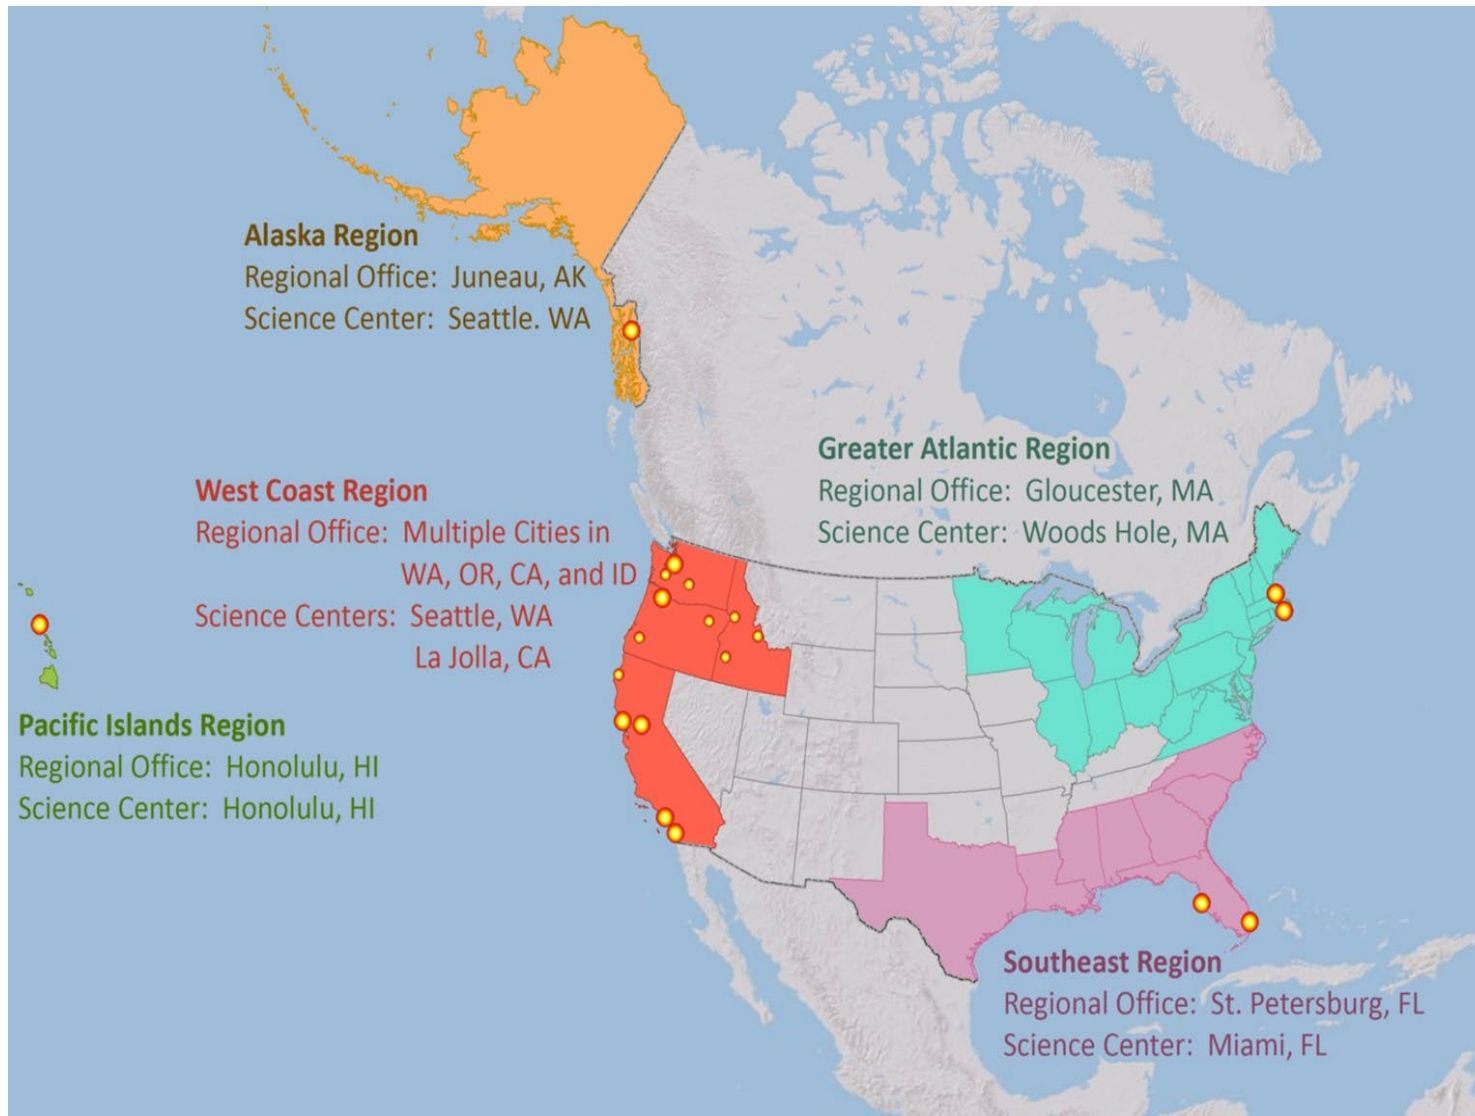 Alaska Region
Regional Office: Juneau, AK
Science Center: Seattle. WA
Greater Atlantic Region
Regional Office: Gloucester, MA
Science Center: Woods Hole, MA
West Coast Region
Regional Office: Multiple Cities in
WA, OR, CA, and ID
Science Centers: Seattle, WA
La Jolla, CA
Pacific Islands Region
Regional Office: Honolulu, HI
Science Center: Honolulu, HI
Southeast Region
Regional Office: St. Petersburg, FL
Science Center: Miami, FL